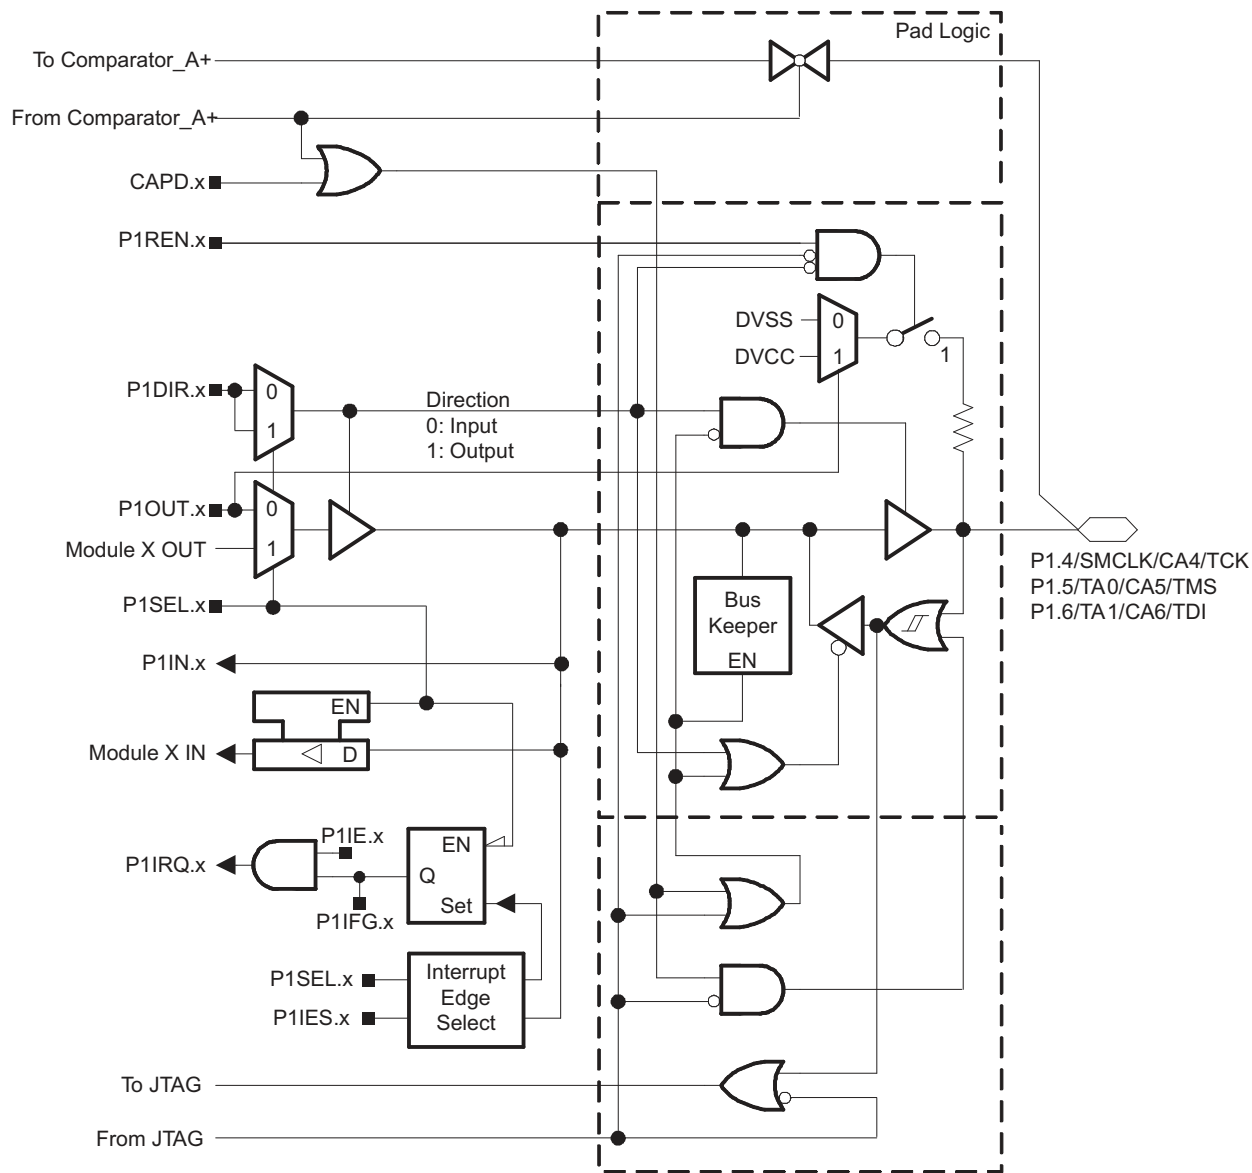 Pad Logic
To Comparator_A+
From Comparator_A+
CAPD.x
P1REN.x
DVSS
0
DVCC
1
1
P1DIR.x
0
1
Direction
0: Input
1: Output
P1OUT.x
0
Module X OUT
1
P1.4/SMCLK/CA4/TCK
P1.5/TA0/CA5/TMS
P1.6/TA1/CA6/TDI
P1SEL.x
Bus
Keeper
EN
P1IN.x
EN
Module X IN
D
P1IE.x
EN
P1IRQ.x
Q
Set
P1IFG.x
P1SEL.x
P1IES.x
Interrupt
Edge
Select
To JTAG
From JTAG